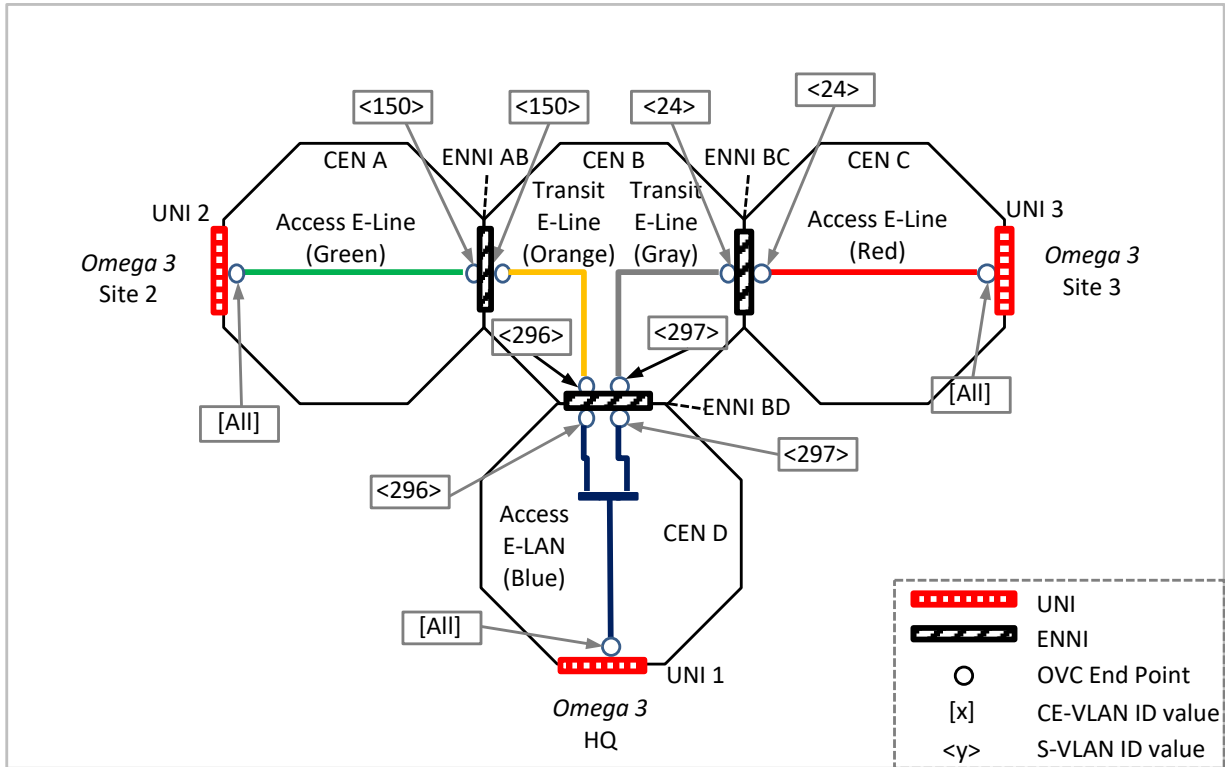 <150>
<150>
<24>
<24>
CEN A
ENNI AB
CEN B
ENNI BC
CEN C
UNI 2
Access E-Line
(Green)
Transit
E-Line
(Orange)
Transit
E-Line
(Gray)
Access E-Line
(Red)
UNI 3
Omega 3
Site 2
Omega 3
Site 3
<296>
<297>
[All]
[All]
ENNI BD
<296>
<297>
Access
E-LAN
(Blue)
CEN D
[All]
UNI 1
Omega 3
HQ
UNI
ENNI
OVC End Point
[x]
CE-VLAN ID value
<y>
S-VLAN ID value